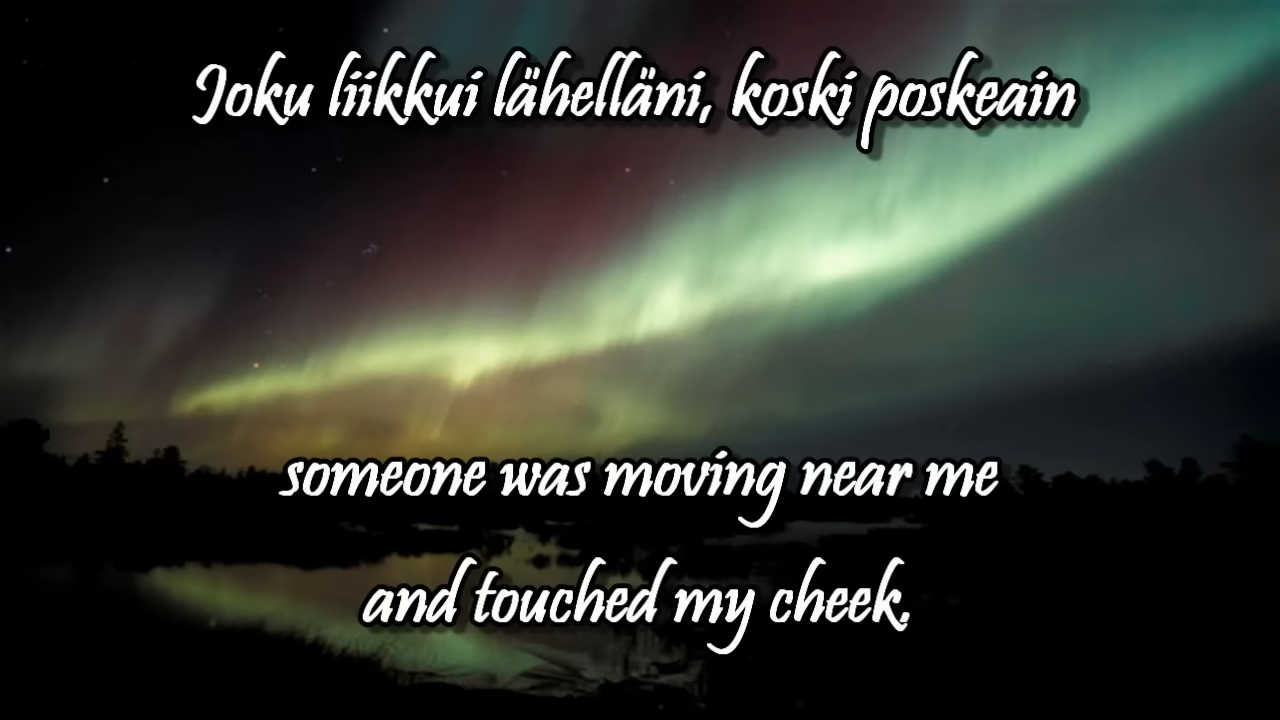 Joku liikkui lähelläni, koski poskeain
someone was moving near me
and touched my cheek.